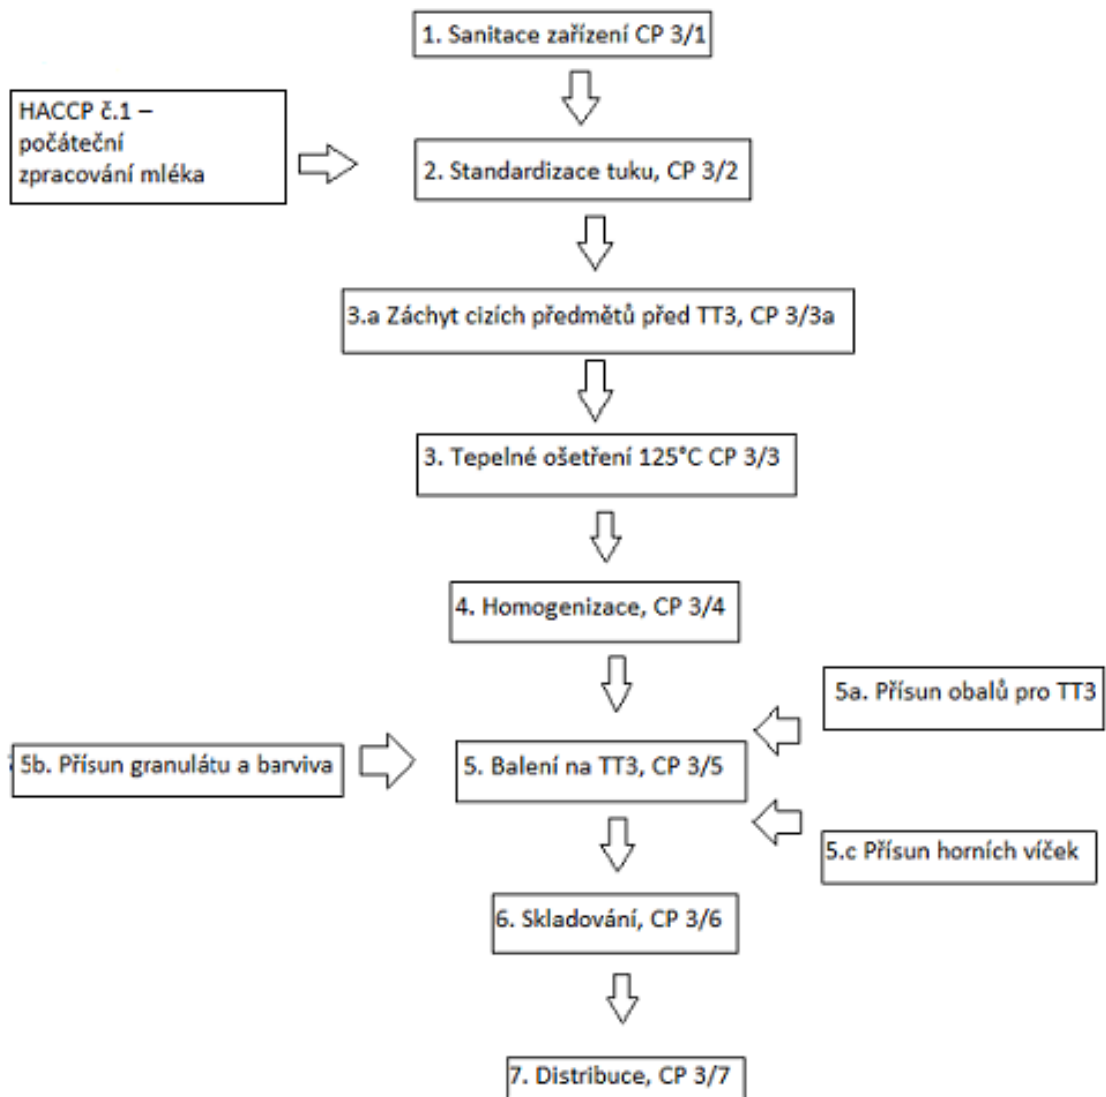 1. Sanitace zařízení CP 3/1
HACCP č.1 –
počáteční
zpracování mléka
2. Standardizace tuku, CP 3/2
3.a Záchyt cizích předmětů před TT3, CP 3/3a
3. Tepelné ošetření 125°C CP 3/3
4. Homogenizace, CP 3/4
5a. Přísun obalů pro TT3
5b. Přísun granulátu a barviva
5. Balení na TT3, CP 3/5
5.c Přísun horních víček
6. Skladování, CP 3/6
7. Distribuce, CP 3/7